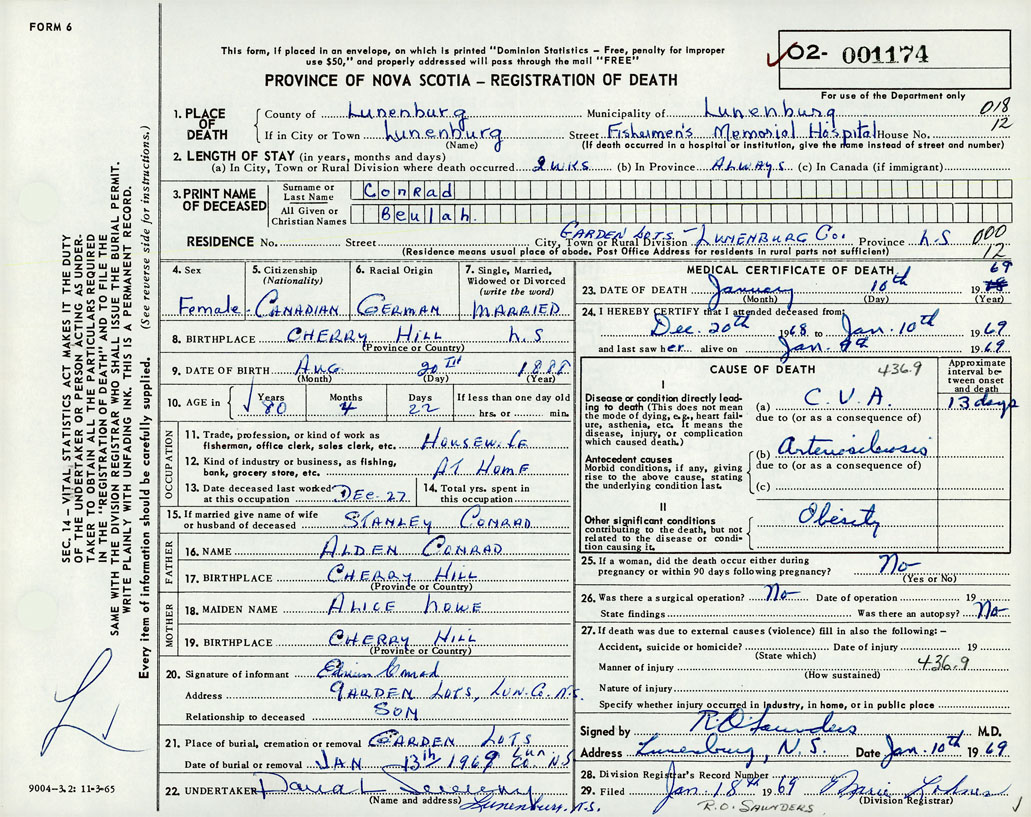 FORM 6
This form, if placed in an envelope, on which is printed "Dominion Statistics – Free, penalty for improper
use $50," and properly addressed will pass through the mail "FREE"
PROVINCE OF NOVA SCOTIA – REGISTRATION OF DEATH
02- 001174
For use of the Department only
1. PLACE OF DEATH
County of Lunenburg Municipality of Lunenburg 018
If in City or Town Lunenburg Street Fishermen's Memorial Hospital House No. 12
(Name) (If death occurred in a hospital or institution, give the name instead of street and number)
2. LENGTH OF STAY (in years, months and days)
(a) In City, Town or Rural Division where death occurred 2 WKS (b) In Province ALWAYS (c) In Canada (if immigrant)
3. PRINT NAME OF DECEASED
Surname or Last Name Conrad
All Given or Christian Names Beulah.
RESIDENCE No. Street City, Town or Rural Division GARDEN LOTS – LUNENBURG CO. Province N.S 000
(Residence means usual place of abode. Post Office Address for residents in rural parts not sufficient) 12
4. Sex Female
5. Citizenship (Nationality) CANADIAN
6. Racial Origin GERMAN
7. Single, Married, Widowed or Divorced (write the word) MARRIED
8. BIRTHPLACE CHERRY HILL N.S
(Province or Country)
9. DATE OF BIRTH AUG 20TH 1888
(Month) (Day) (Year)
10. AGE in Years 80 Months 4 Days 22 If less than one day old hrs. or min.
OCCUPATION
11. Trade, profession, or kind of work as fisherman, office clerk, sales clerk, etc. HOUSEWIFE
12. Kind of industry or business, as fishing, bank, grocery store, etc. AT HOME
13. Date deceased last worked at this occupation DEC. 27
14. Total yrs. spent in this occupation
15. If married give name of wife or husband of deceased STANLEY CONRAD
FATHER
16. NAME ALDEN CONRAD
17. BIRTHPLACE CHERRY HILL
(Province or Country)
MOTHER
18. MAIDEN NAME ALICE
19. BIRTHPLACE CHERRY HILL
(Province or Country)
20. Signature of informant Edwin Conrad
Address GARDEN LOTS, LUN. Co. N.S.
Relationship to deceased SON
21. Place of burial, cremation or removal GARDEN LOTS
Date of burial or removal JAN 13th 1969 Lun. Co. N.S
22. UNDERTAKER David L
(Name and address) Lunenburg, N.S.
MEDICAL CERTIFICATE OF DEATH
23. DATE OF DEATH January 10th 1969
(Month) (Day) (Year)
24. I HEREBY CERTIFY that I attended deceased from:
Dec. 20th 1968 to Jan. 10th 1969
and last saw her alive on Jan. 9th 1969
CAUSE OF DEATH 436.9
Approximate interval between onset and death
I
Disease or condition directly leading to death (This does not mean the mode of dying, e.g., heart failure, asthenia, etc. It means the disease, injury, or complication which caused death.)
(a) C.V.A. 13 days
due to (or as a consequence of)
Antecedent causes
Morbid conditions, if any, giving rise to the above cause, stating the underlying condition last.
(b) Arteriosclerosis
due to (or as a consequence of)
(c)
II
Other significant conditions contributing to the death, but not related to the disease or condition causing it.
Obesity
25. If a woman, did the death occur either during pregnancy or within 90 days following pregnancy? No
(Yes or No)
26. Was there a surgical operation? No Date of operation 19
State findings Was there an autopsy? No
27. If death was due to external causes (violence) fill in also the following: –
Accident, suicide or homicide? Date of injury 19
(State which)
Manner of injury 436.9
(How sustained)
Nature of injury
Specify whether injury occurred in Industry, in home, or in public place
Signed by R.O. Saunders M.D.
Address Lunenburg, N.S. Date Jan. 10th 1969.
28. Division Registrar's Record Number
29. Filed Jan. 18th 1969 Marie
(Division Registrar)
R.O. SAUNDERS
SEC. 14 – VITAL STATISTICS ACT MAKES IT THE DUTY
OF THE UNDERTAKER OR PERSON ACTING AS UNDER-
TAKER TO OBTAIN ALL THE PARTICULARS REQUIRED
IN THE "REGISTRATION OF DEATH" AND TO FILE THE
SAME WITH THE DIVISION REGISTRAR WHO SHALL ISSUE THE BURIAL PERMIT.
WRITE PLAINLY WITH UNFADING INK. THIS IS A PERMANENT RECORD.
Every item of information should be carefully supplied. (See reverse side for instructions.)
9004-3.2: 11-3-65